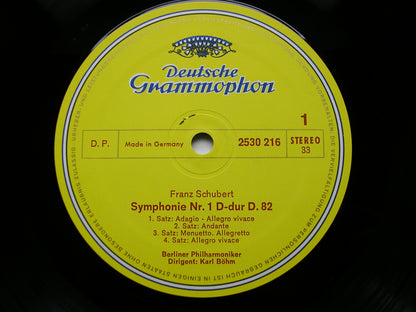 Deutsche
Grammophon
1
D. P.
Made in Germany
2530 216
STEREO
33
Franz Schubert
Symphonie Nr. 1 D-dur D. 82
1. Satz: Adagio - Allegro vivace
2. Satz: Andante
3. Satz: Menuetto. Allegretto
4. Satz: Allegro vivace
Berliner Philharmoniker
Dirigent: Karl Böhm